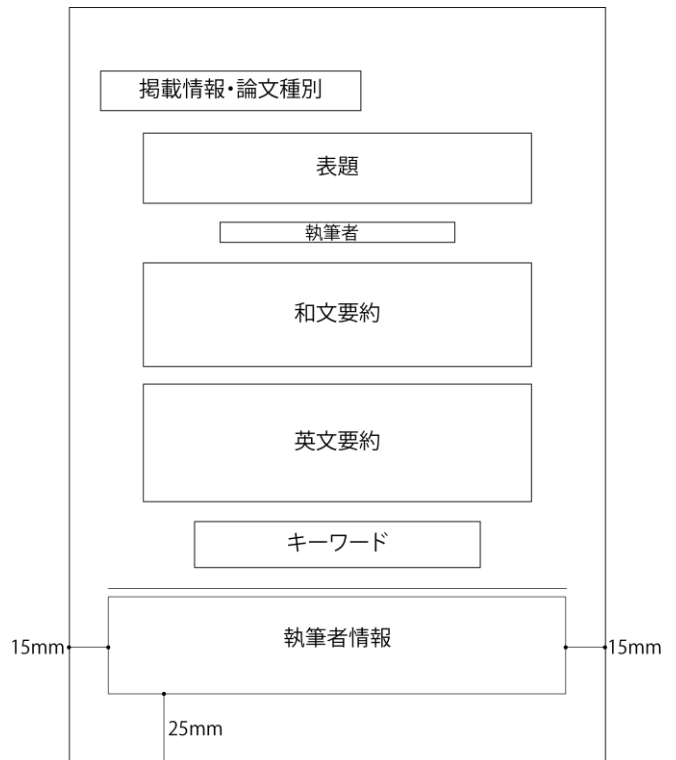 掲載情報・論文種別
表題
執筆者
和文要約
英文要約
キーワード
執筆者情報
15mm
15mm
25mm